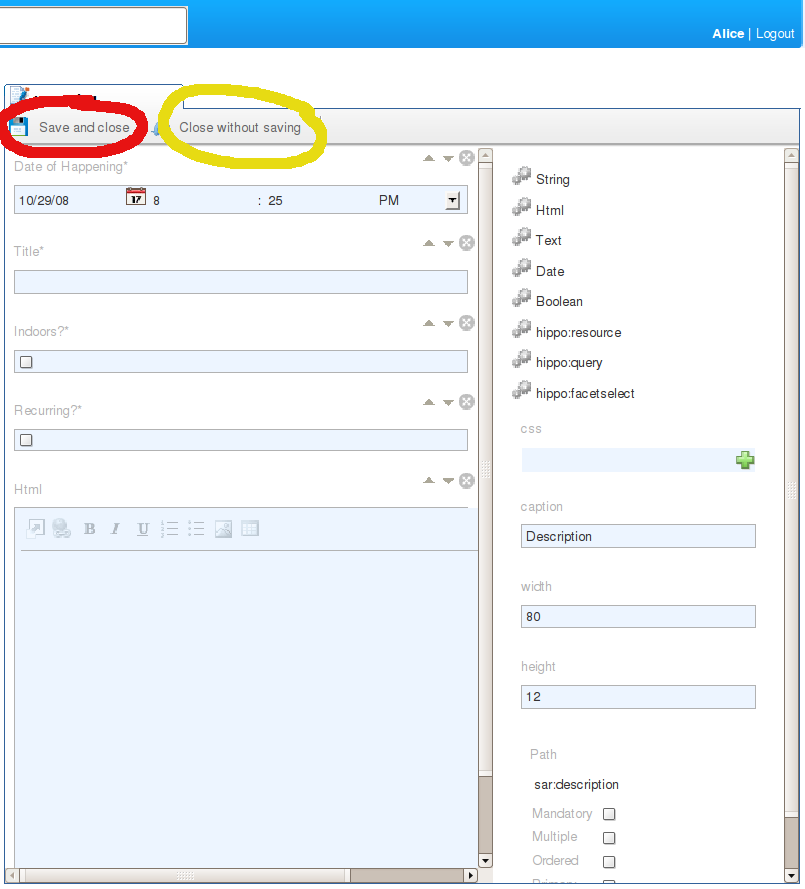 Alice | Logout
Save and close Close without saving
Date of Happening*
10/29/08 17 8 : 25 PM
Title*
Indoors?*
Recurring?*
Html
B I U
String
Html
Text
Date
Boolean
hippo:resource
hippo:query
hippo:facetselect
css
caption
Description
width
80
height
12
Path
sar:description
Mandatory
Multiple
Ordered